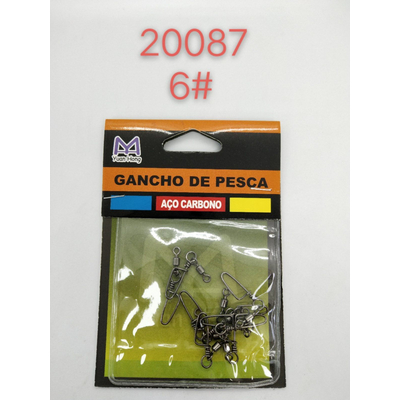 20087
6#
Yuan Hong
GANCHO DE PESCA
AÇO CARBONO